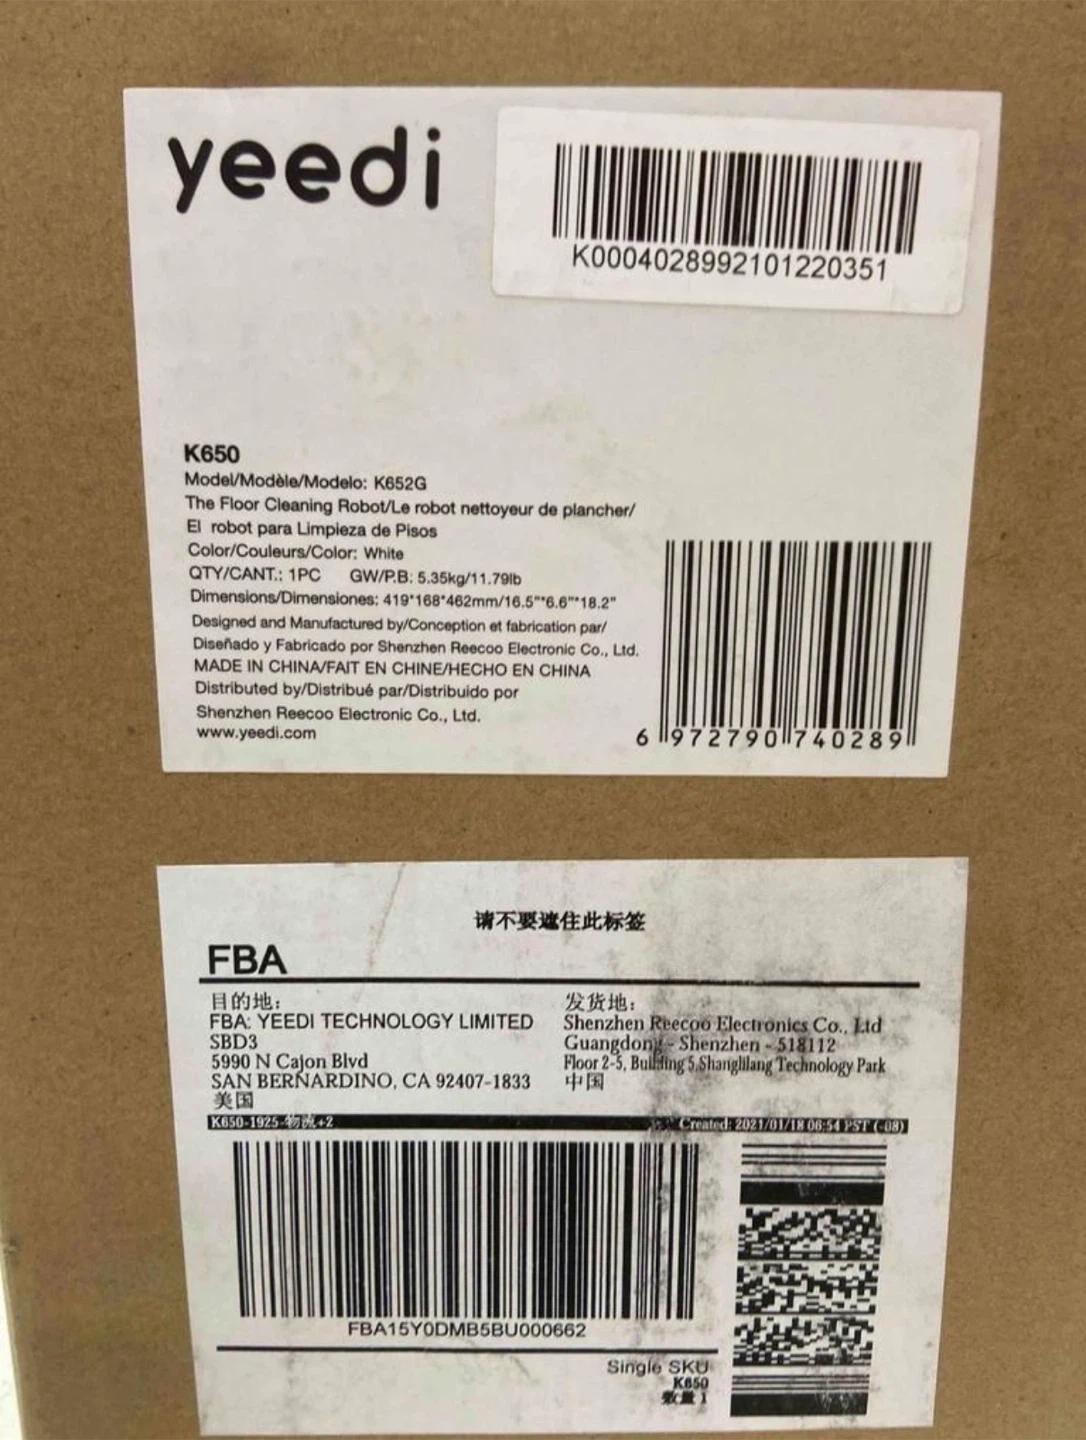 yeedi
K0004028992101220351
K650
Model/Modèle/Modelo: K652G
The Floor Cleaning Robot/Le robot nettoyeur de plancher/
El robot para Limpieza de Pisos
Color/Couleurs/Color: White
QTY/CANT.: 1PC GW/P.B: 5.35kg/11.79lb
Dimensions/Dimensiones: 419*168*462mm/16.5"*6.6"*18.2"
Designed and Manufactured by/Conception et fabrication par/
Diseñado y Fabricado por Shenzhen Reecoo Electronic Co., Ltd.
MADE IN CHINA/FAIT EN CHINE/HECHO EN CHINA
Distributed by/Distribué par/Distribuido por
Shenzhen Reecoo Electronic Co., Ltd.
www.yeedi.com
6 972790 740289
请不要遮住此标签
FBA
目的地:
FBA: YEEDI TECHNOLOGY LIMITED
SBD3
5990 N Cajon Blvd
SAN BERNARDINO, CA 92407-1833
美国
发货地:
Shenzhen Reecoo Electronics Co., Ltd
Guangdong - Shenzhen - 518112
Floor 2-5, Building 5,Shanglilang Technology Park
中国
K650-1925-物流+2
Created: 2021/01/18 06:54 PST (-08)
FBA15Y0DMB5BU000662
Single SKU
K650
数量 1